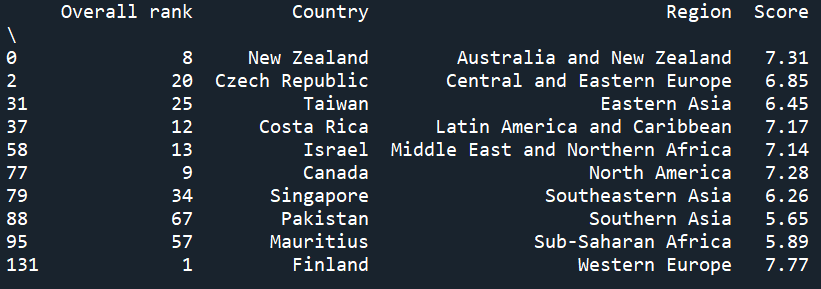 Overall rank Country Region Score
\
0 8 New Zealand Australia and New Zealand 7.31
2 20 Czech Republic Central and Eastern Europe 6.85
31 25 Taiwan Eastern Asia 6.45
37 12 Costa Rica Latin America and Caribbean 7.17
58 13 Israel Middle East and Northern Africa 7.14
77 9 Canada North America 7.28
79 34 Singapore Southeastern Asia 6.26
88 67 Pakistan Southern Asia 5.65
95 57 Mauritius Sub-Saharan Africa 5.89
131 1 Finland Western Europe 7.77